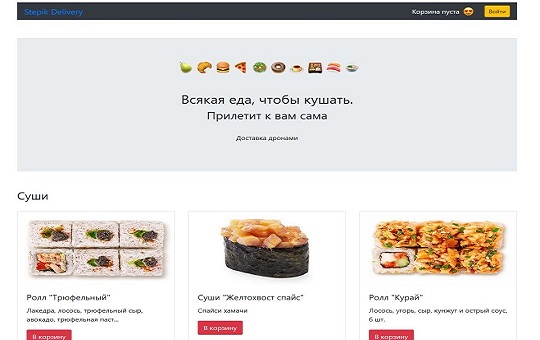 Stepik Delivery
Корзина пуста
Войти
Всякая еда, чтобы кушать.
Прилетит к вам сама
Доставка дронами
Суши
Ролл "Трюфельный"
Лакедра, лосось, трюфельный сыр,
авокадо, трюфельная паст...
В корзину
Суши "Желтохвост спайс"
Спайси хамачи
В корзину
Ролл "Курай"
Лосось, угорь, сыр, кунжут и острый соус,
6 шт.
В корзину